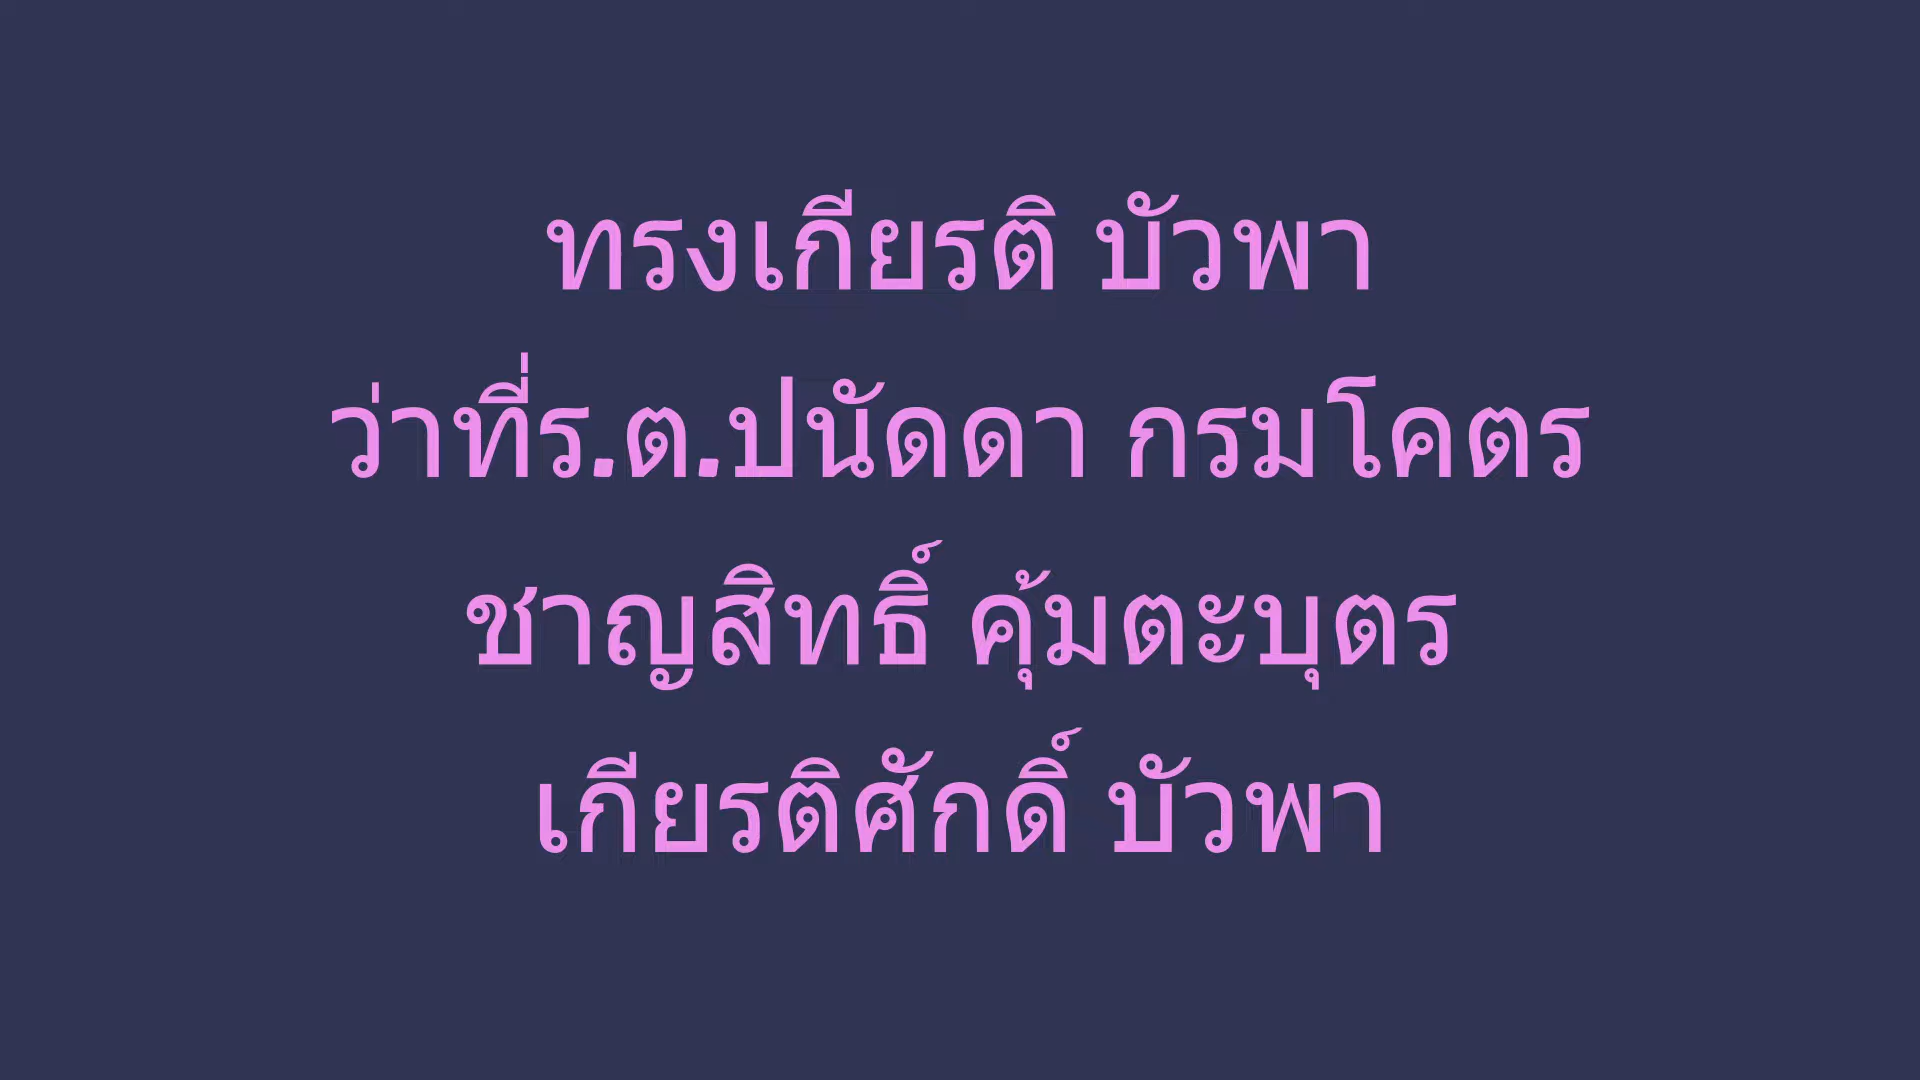 ทรงเกียรติ บัวพา
ว่าที่ร.ต.ปนัดดา กรมโคตร
ชาญสิทธิ์ คุ้มตะบุตร
เกียรติศักดิ์ บัวพา